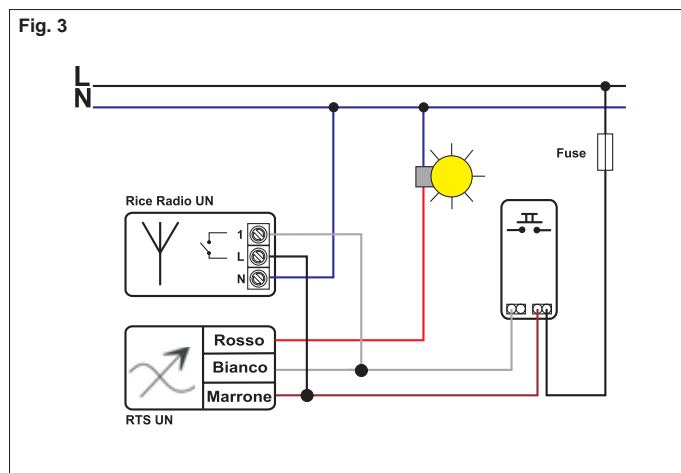 Fig. 3
L
N
Fuse
Rice Radio UN
1
L
N
Rosso
Bianco
Marrone
RTS UN